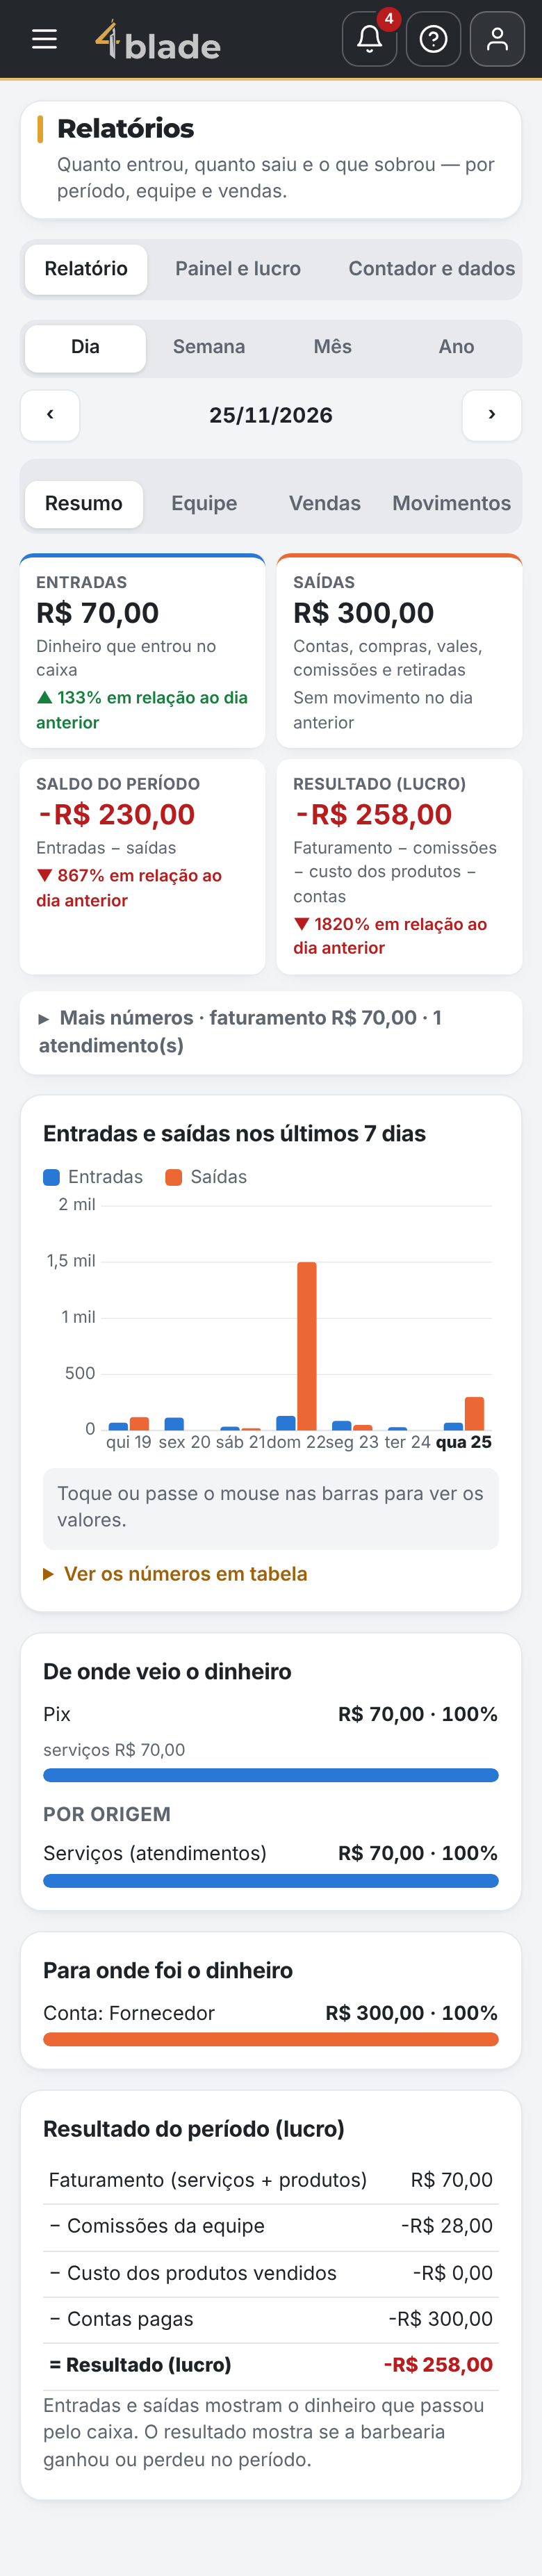 4blade
4
Relatórios
Quanto entrou, quanto saiu e o que sobrou — por
período, equipe e vendas.
Relatório Painel e lucro Contador e dados
Dia Semana Mês Ano
‹ 25/11/2026 ›
Resumo Equipe Vendas Movimentos
ENTRADAS
R$ 70,00
Dinheiro que entrou no
caixa
▲ 133% em relação ao dia
anterior
SAÍDAS
R$ 300,00
Contas, compras, vales,
comissões e retiradas
Sem movimento no dia
anterior
SALDO DO PERÍODO
-R$ 230,00
Entradas − saídas
▼ 867% em relação ao
dia anterior
RESULTADO (LUCRO)
-R$ 258,00
Faturamento − comissões
− custo dos produtos −
contas
▼ 1820% em relação ao
dia anterior
▸ Mais números · faturamento R$ 70,00 · 1
atendimento(s)
Entradas e saídas nos últimos 7 dias
Entradas Saídas
2 mil
1,5 mil
1 mil
500
0
qui 19 sex 20 sáb 21 dom 22 seg 23 ter 24 qua 25
Toque ou passe o mouse nas barras para ver os
valores.
▸ Ver os números em tabela
De onde veio o dinheiro
Pix R$ 70,00 · 100%
serviços R$ 70,00
POR ORIGEM
Serviços (atendimentos) R$ 70,00 · 100%
Para onde foi o dinheiro
Conta: Fornecedor R$ 300,00 · 100%
Resultado do período (lucro)
Faturamento (serviços + produtos) R$ 70,00
− Comissões da equipe -R$ 28,00
− Custo dos produtos vendidos -R$ 0,00
− Contas pagas -R$ 300,00
= Resultado (lucro) -R$ 258,00
Entradas e saídas mostram o dinheiro que passou
pelo caixa. O resultado mostra se a barbearia
ganhou ou perdeu no período.